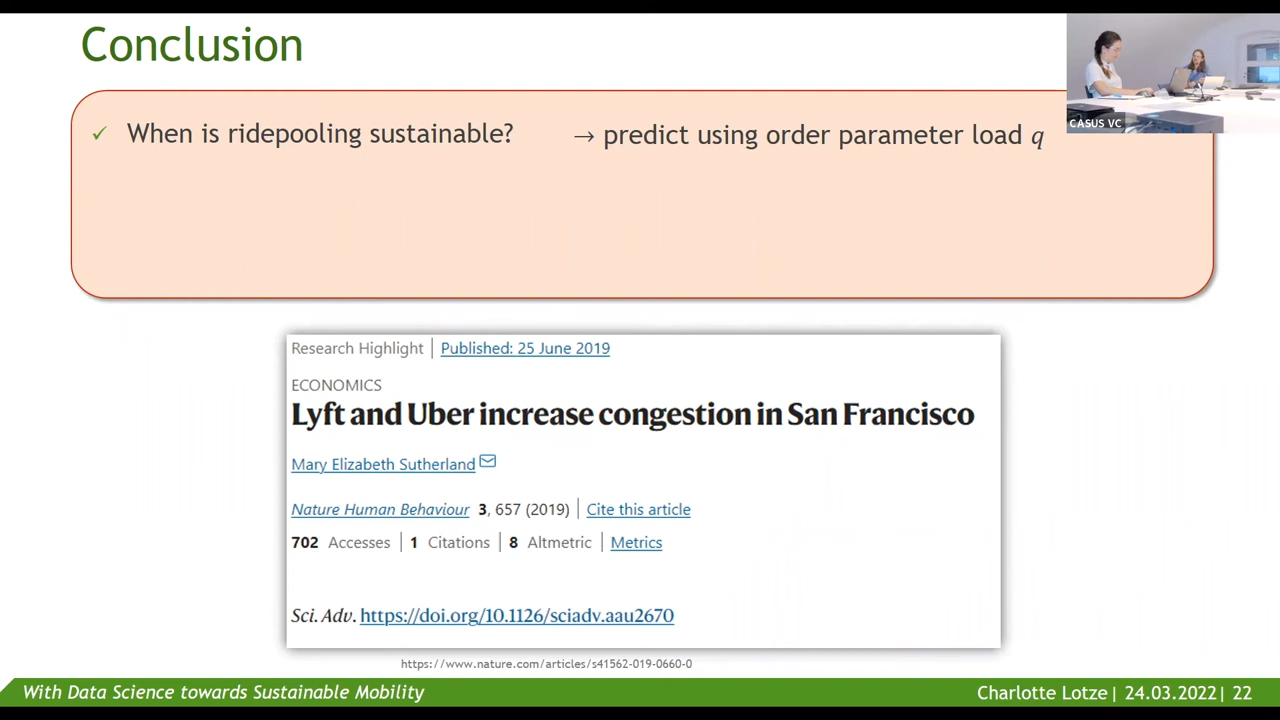 Conclusion
CASUS VC
✓ When is ridepooling sustainable? → predict using order parameter load q
Research Highlight | Published: 25 June 2019
ECONOMICS
Lyft and Uber increase congestion in San Francisco
Mary Elizabeth Sutherland
Nature Human Behaviour 3, 657 (2019) | Cite this article
702 Accesses | 1 Citations | 8 Altmetric | Metrics
Sci. Adv. https://doi.org/10.1126/sciadv.aau2670
https://www.nature.com/articles/s41562-019-0660-0
With Data Science towards Sustainable Mobility
Charlotte Lotze | 24.03.2022| 22